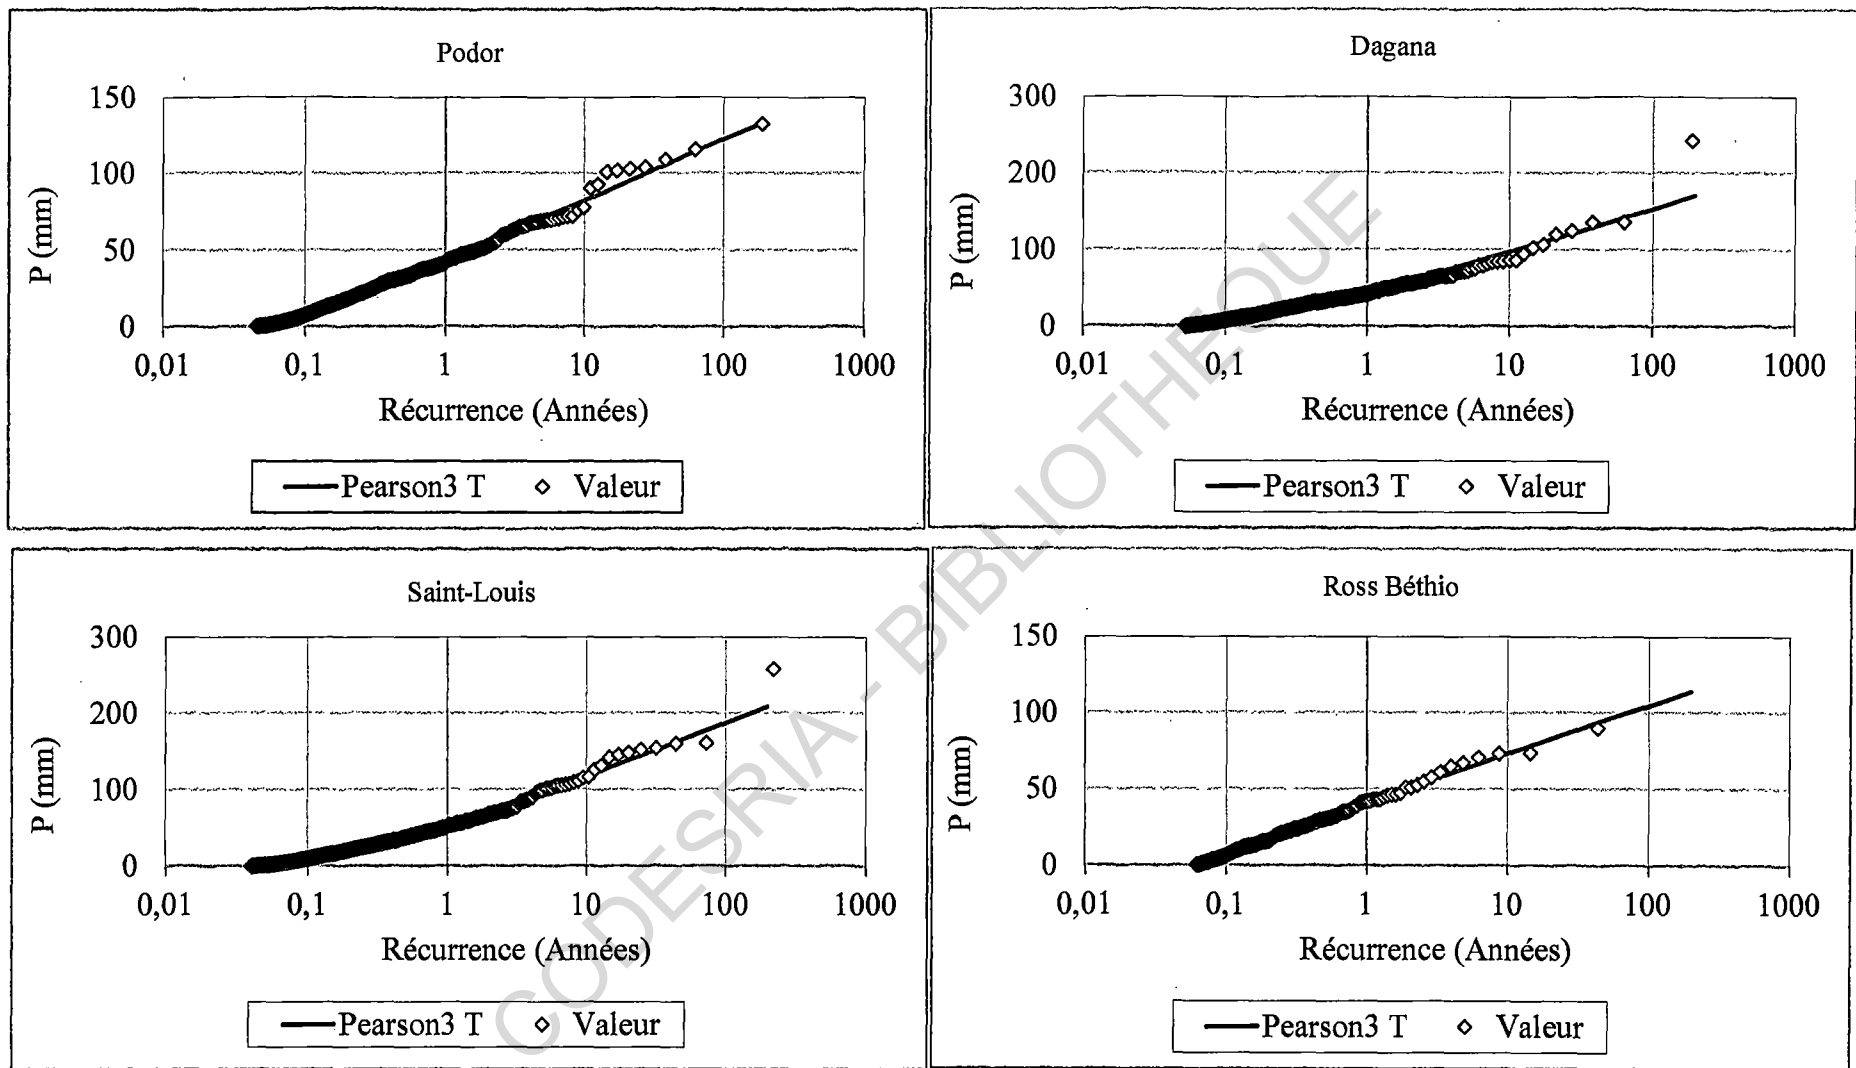 Podor
150
100
50
0
P (mm)
0,01 0,1 1 10 100 1000
Récurrence (Années)
Pearson3 T Valeur
Dagana
300
200
100
0
P (mm)
0,01 0,1 1 10 100 1000
Récurrence (Années)
Pearson3 T Valeur
Saint-Louis
300
200
100
0
P (mm)
0,01 0,1 1 10 100 1000
Récurrence (Années)
Pearson3 T Valeur
Ross Béthio
150
100
50
0
P (mm)
0,01 0,1 1 10 100 1000
Récurrence (Années)
Pearson3 T Valeur
CODESRIA - BIBLIOTHEQUE